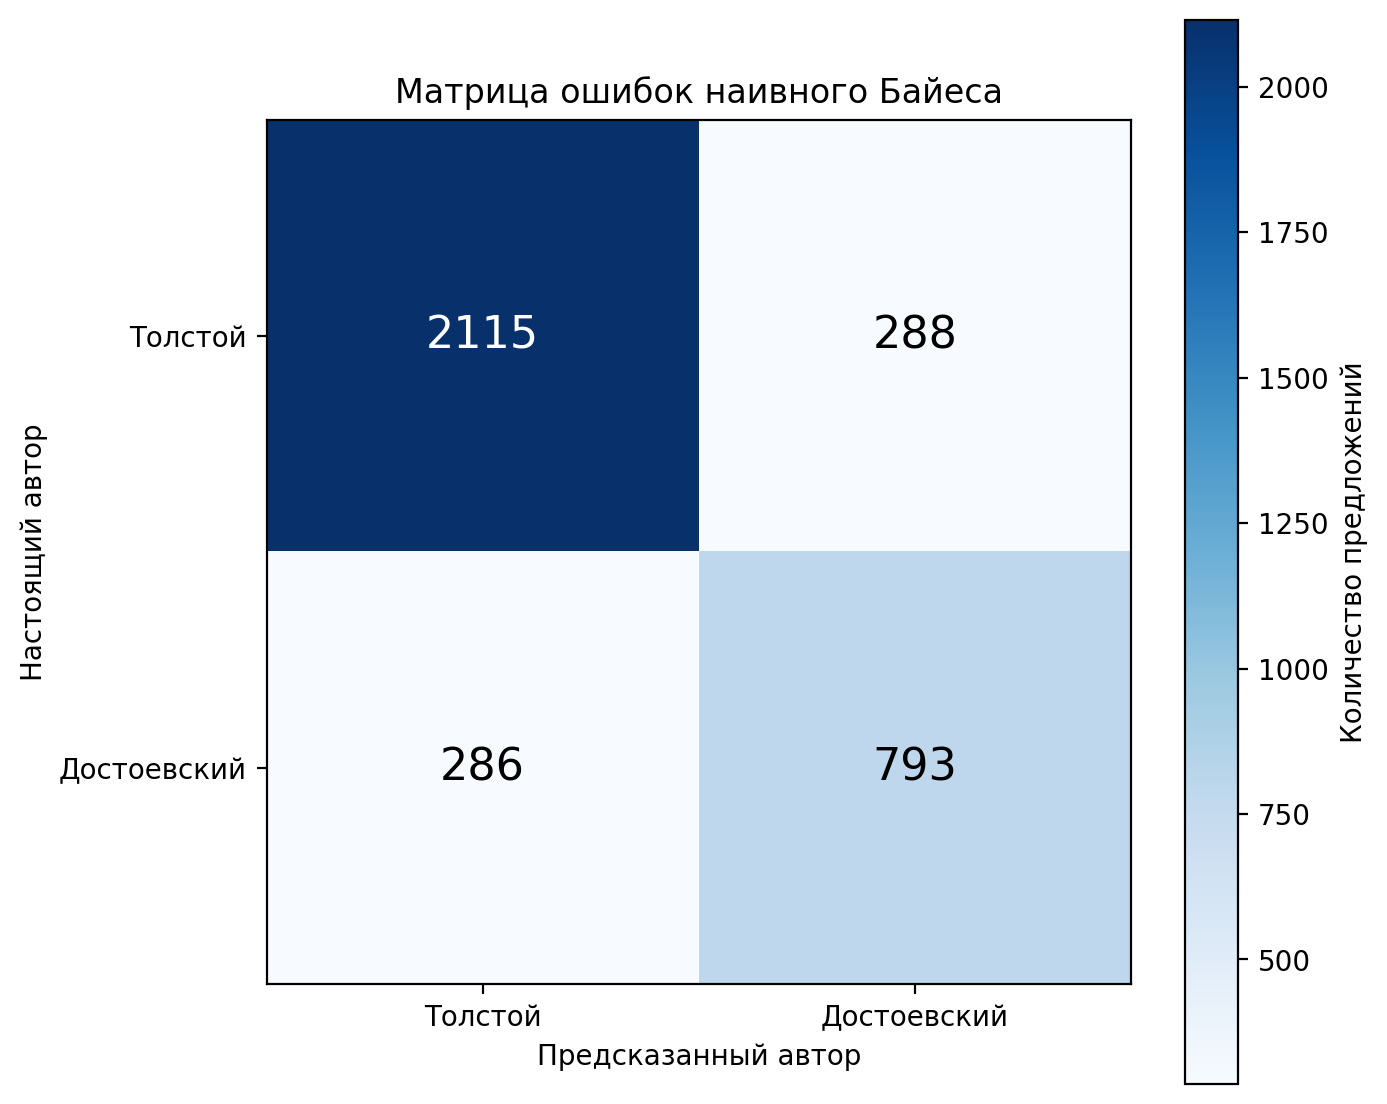 Матрица ошибок наивного Байеса
Настоящий автор
Толстой
2115
288
Достоевский
286
793
Толстой
Достоевский
Предсказанный автор
2000
1750
1500
1250
1000
750
500
Количество предложений